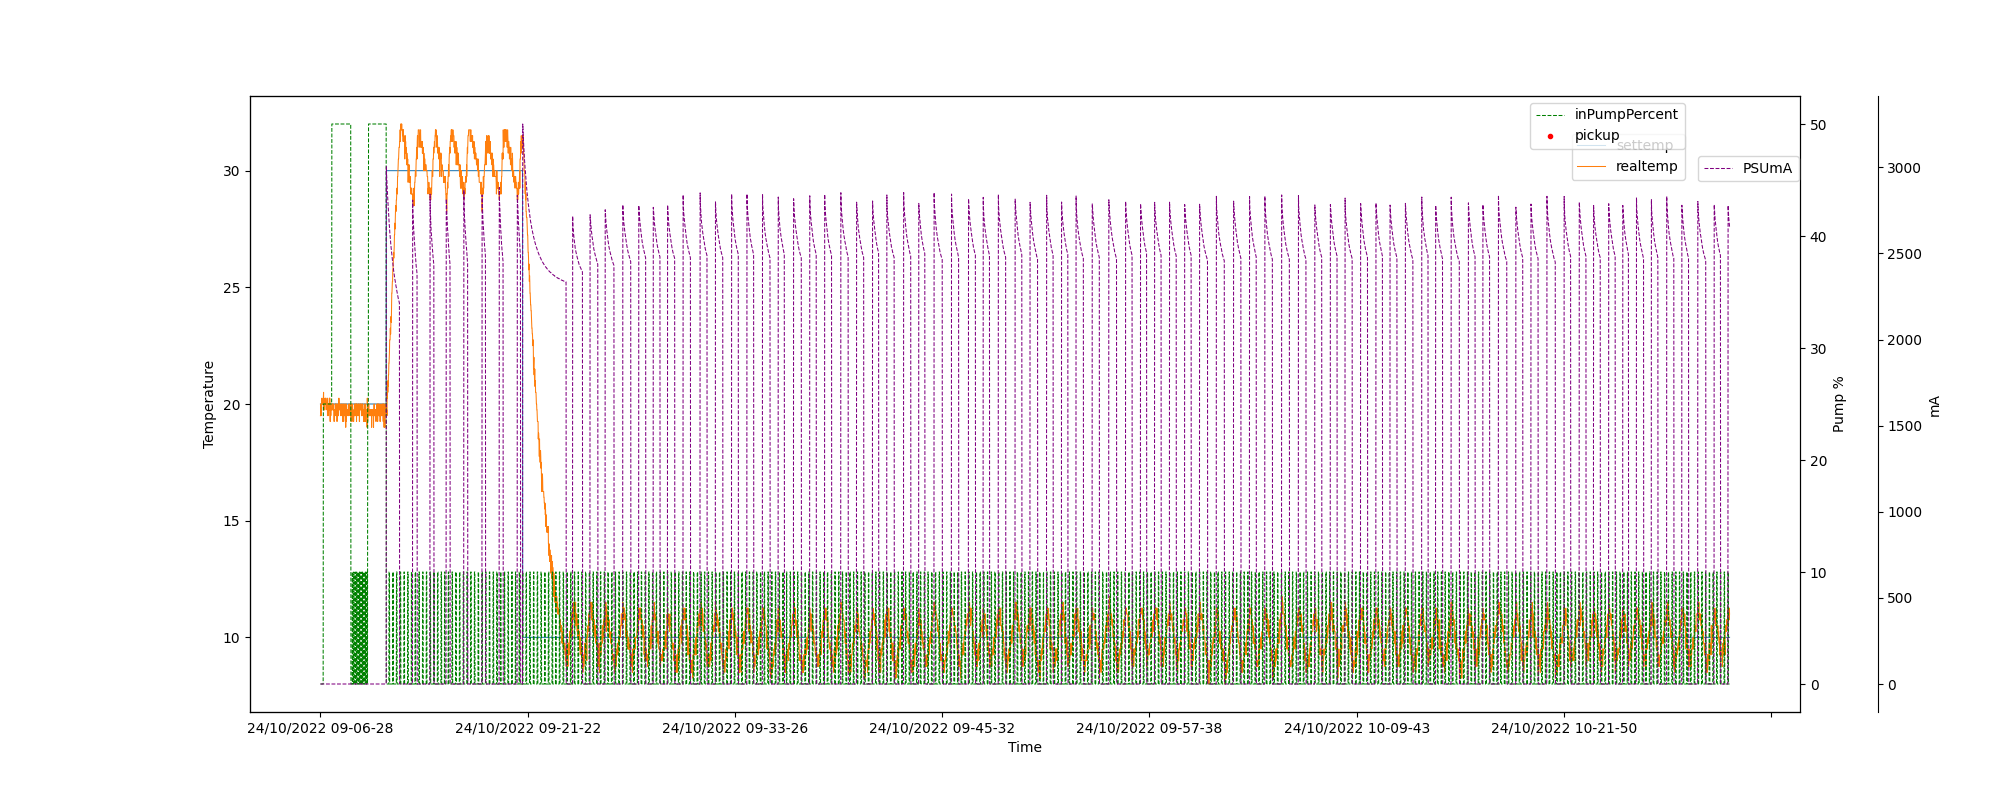 inPumpPercent
pickup
settemp
realtemp
PSUmA
30
25
20
15
10
Temperature
50
40
30
20
10
0
Pump %
3000
2500
2000
1500
1000
500
0
mA
24/10/2022 09-06-28
24/10/2022 09-21-22
24/10/2022 09-33-26
24/10/2022 09-45-32
24/10/2022 09-57-38
24/10/2022 10-09-43
24/10/2022 10-21-50
Time